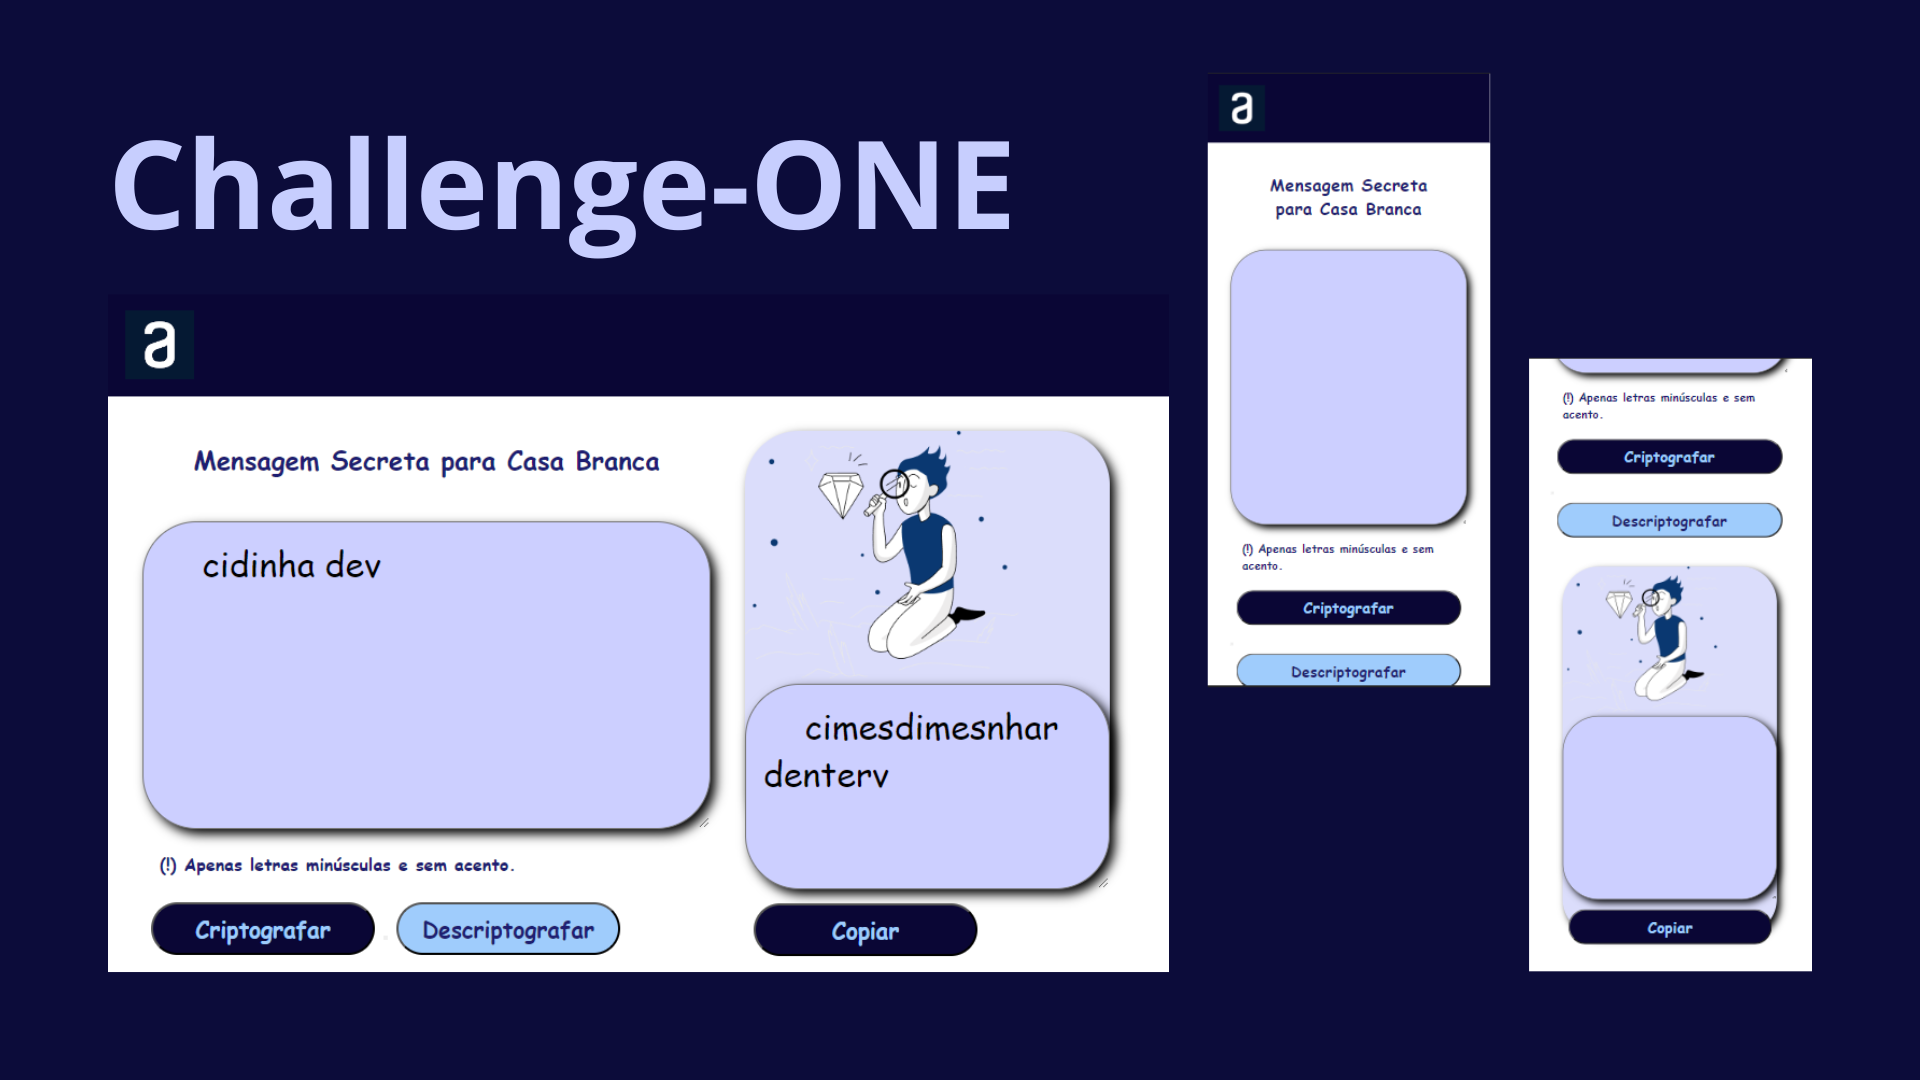 Challenge-ONE
a
Mensagem Secreta para Casa Branca
cidinha dev
(!) Apenas letras minúsculas e sem acento.
Criptografar
Descriptografar
cimesdimesnhar
denterv
Copiar
a
Mensagem Secreta
para Casa Branca
(!) Apenas letras minúsculas e sem
acento.
Criptografar
Descriptografar
(!) Apenas letras minúsculas e sem
acento.
Criptografar
Descriptografar
Copiar